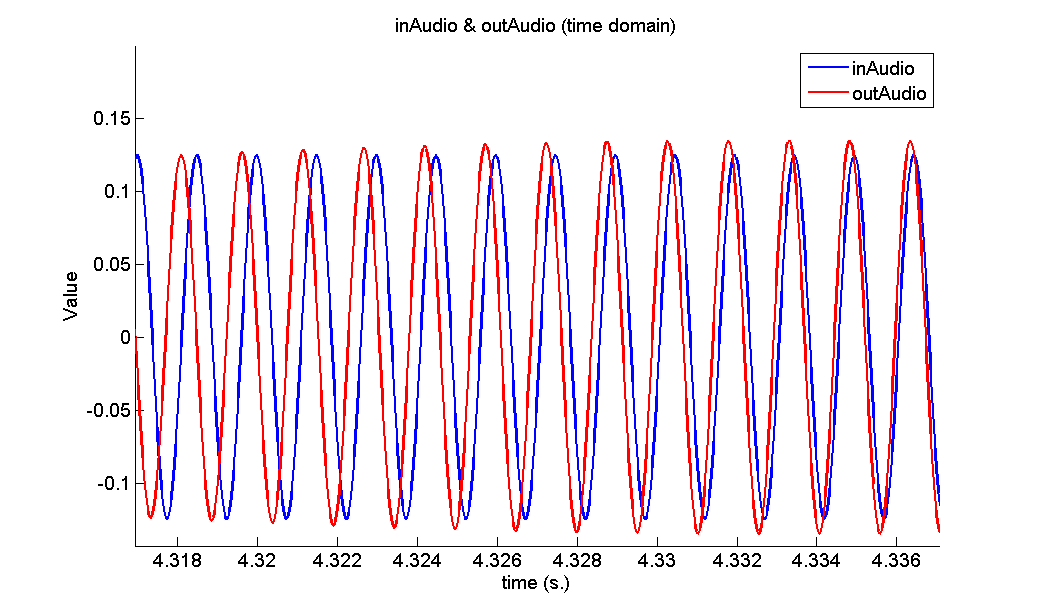 inAudio & outAudio (time domain)
inAudio
outAudio
0.15
0.1
0.05
0
-0.05
-0.1
Value
4.318 4.32 4.322 4.324 4.326 4.328 4.33 4.332 4.334 4.336
time (s.)